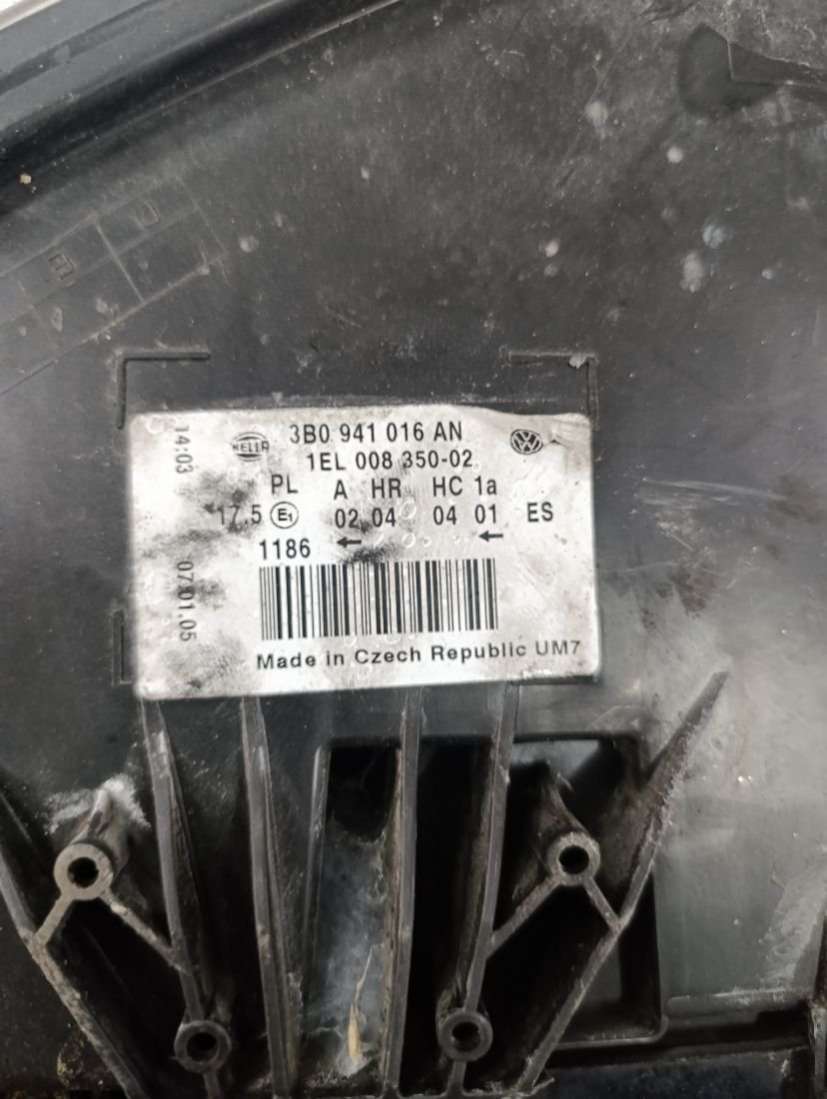 14:03
HELLA 3B0 941 016 AN
1EL 008 350-02
PL A HR HC 1a
17.5 E1 02 04 04 01 ES
1186 ← ←
07.01.05
Made in Czech Republic UM7